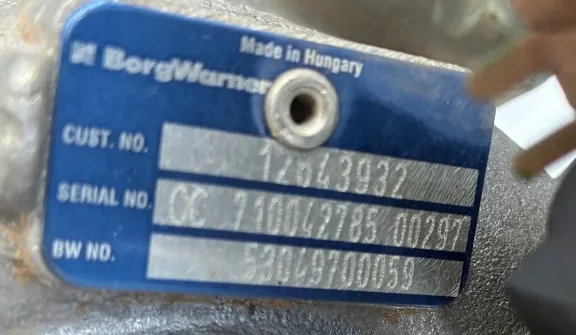 Made in Hungary
BorgWarner
CUST. NO. 12643932
SERIAL NO. CC 710042785 00297
BW NO. 53049700059